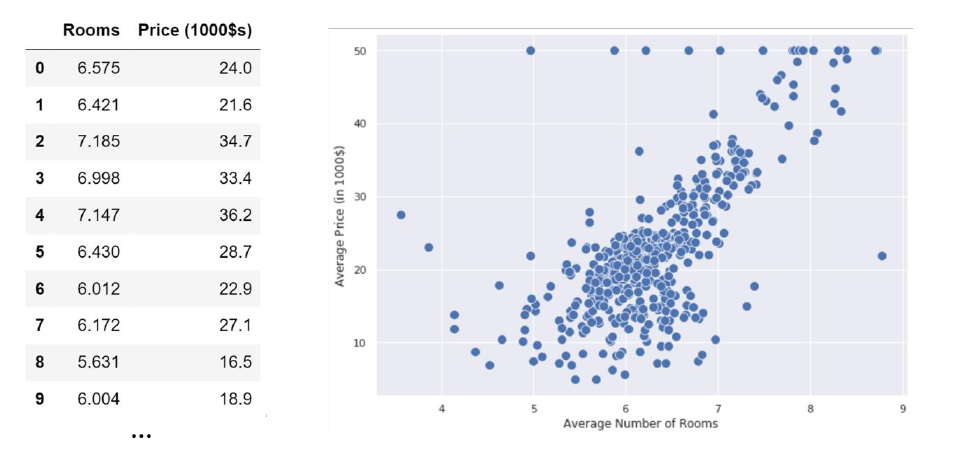 Rooms Price (1000$s)
0 6.575 24.0
1 6.421 21.6
2 7.185 34.7
3 6.998 33.4
4 7.147 36.2
5 6.430 28.7
6 6.012 22.9
7 6.172 27.1
8 5.631 16.5
9 6.004 18.9
...
Average Price (in 1000$)
50
40
30
20
10
4 5 6 7 8 9
Average Number of Rooms